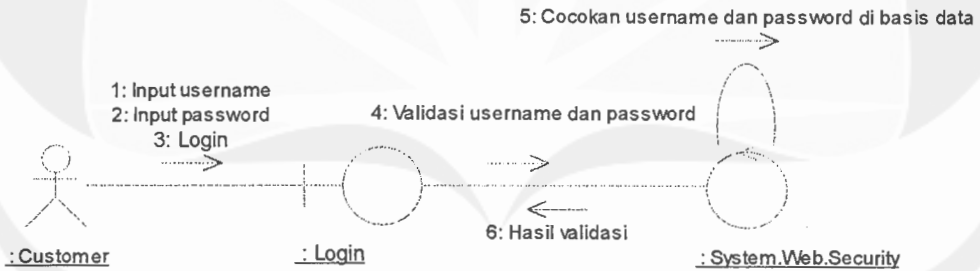 5: Cocokan username dan password di basis data
1: Input username
2: Input password
3: Login
4: Validasi username dan password
6: Hasil validasi
: Customer
: Login
: System.Web.Security